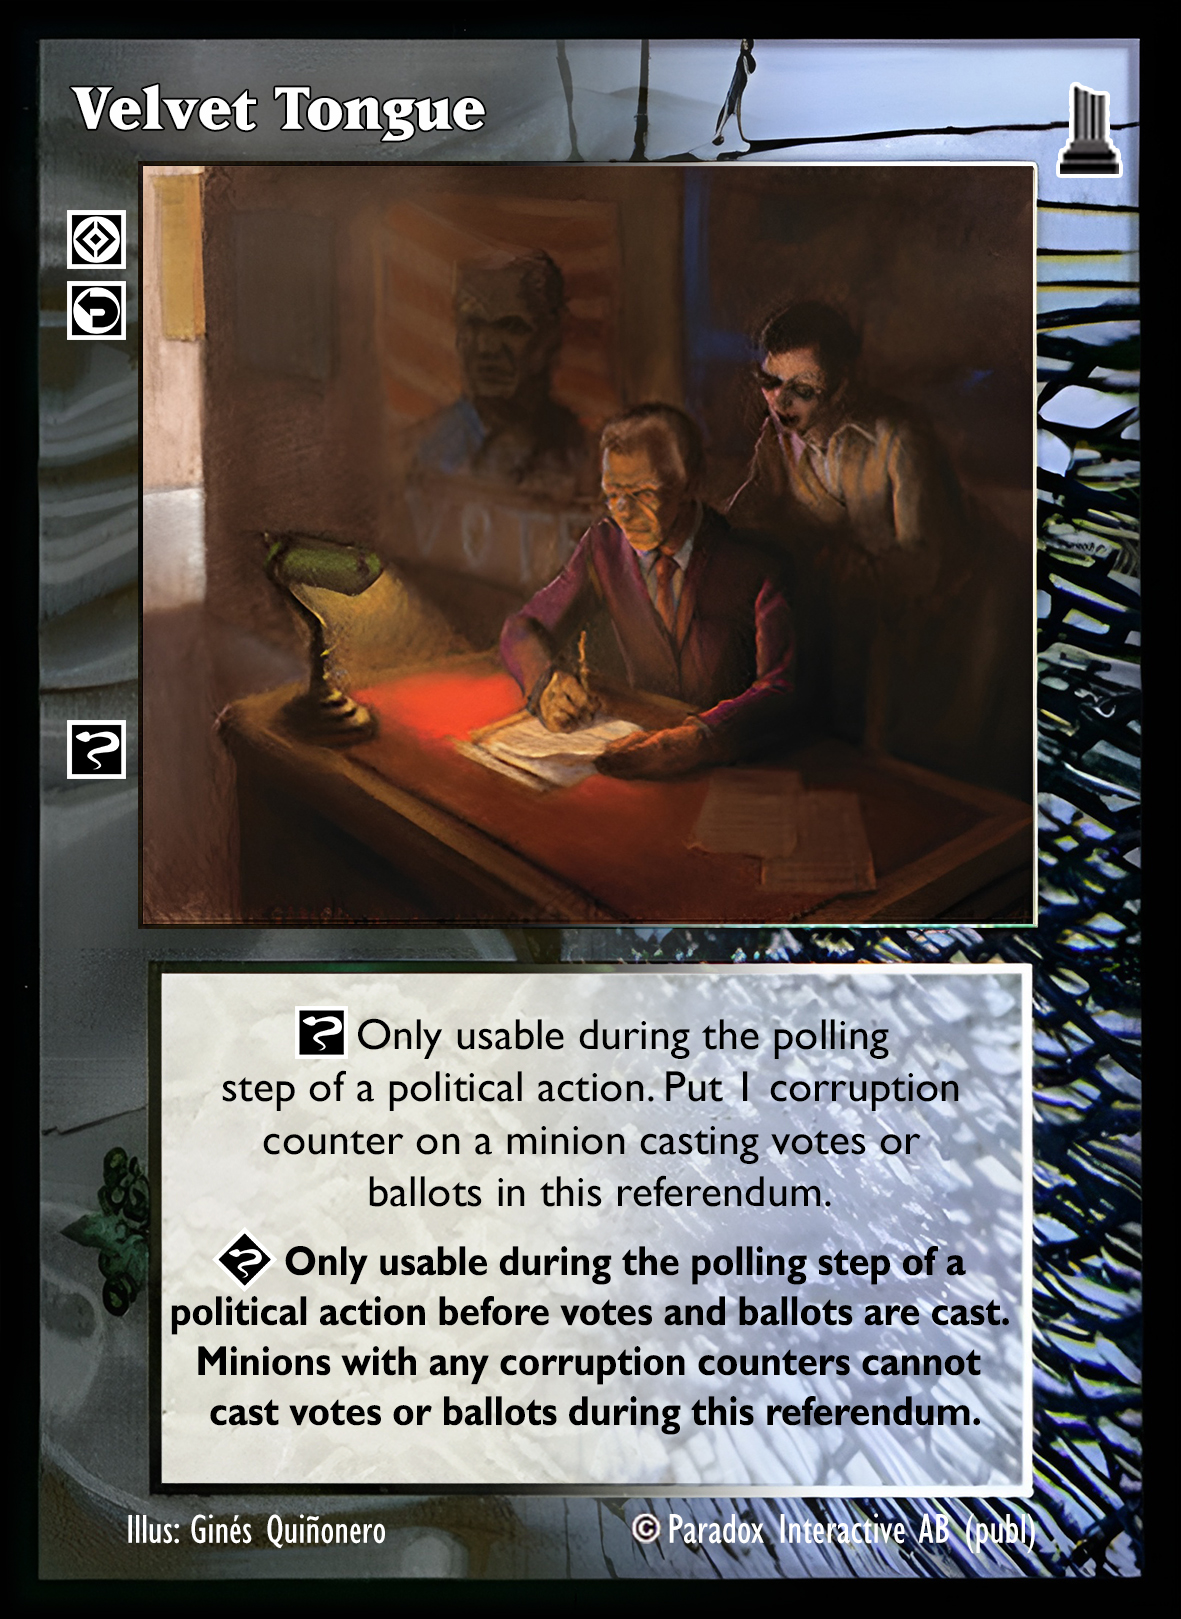 Velvet Tongue
VOTE
Only usable during the polling
step of a political action. Put 1 corruption
counter on a minion casting votes or
ballots in this referendum.
Only usable during the polling step of a
political action before votes and ballots are cast.
Minions with any corruption counters cannot
cast votes or ballots during this referendum.
Illus: Ginés Quiñonero
© Paradox Interactive AB (publ)